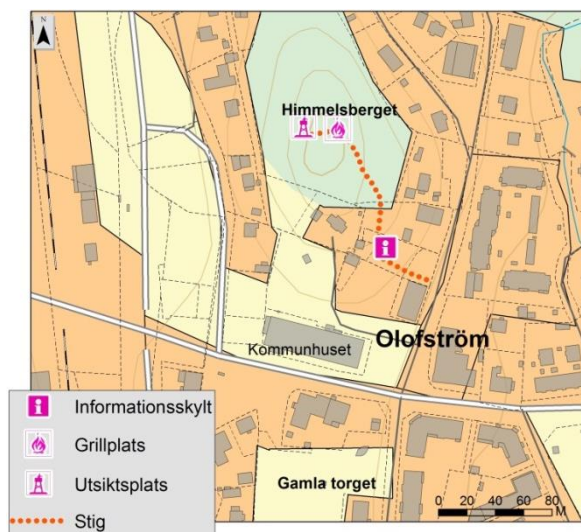 N
Himmelsberget
Olofström
Kommunhuset
Gamla torget
Informationsskylt
Grillplats
Utsiktsplats
Stig
0 20 40 60 80
M